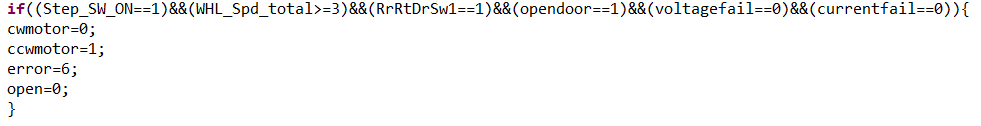 if((Step_SW_ON==1)&&(WHL_Spd_total>=3)&&(RrRtDrSw1==1)&&(opendoor==1)&&(voltagefail==0)&&(currentfail==0)){
cwmotor=0;
ccwmotor=1;
error=6;
open=0;
}